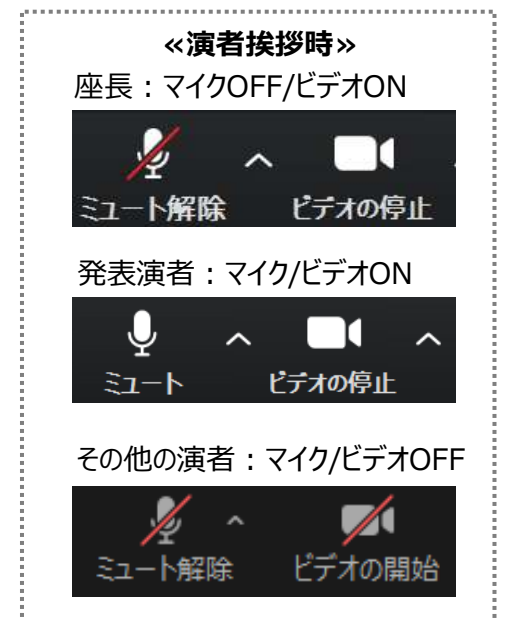 ≪演者挨拶時≫
座長：マイクOFF/ビデオON
ミュート解除 ビデオの停止
発表演者：マイク/ビデオON
ミュート ビデオの停止
その他の演者：マイク/ビデオOFF
ミュート解除 ビデオの開始